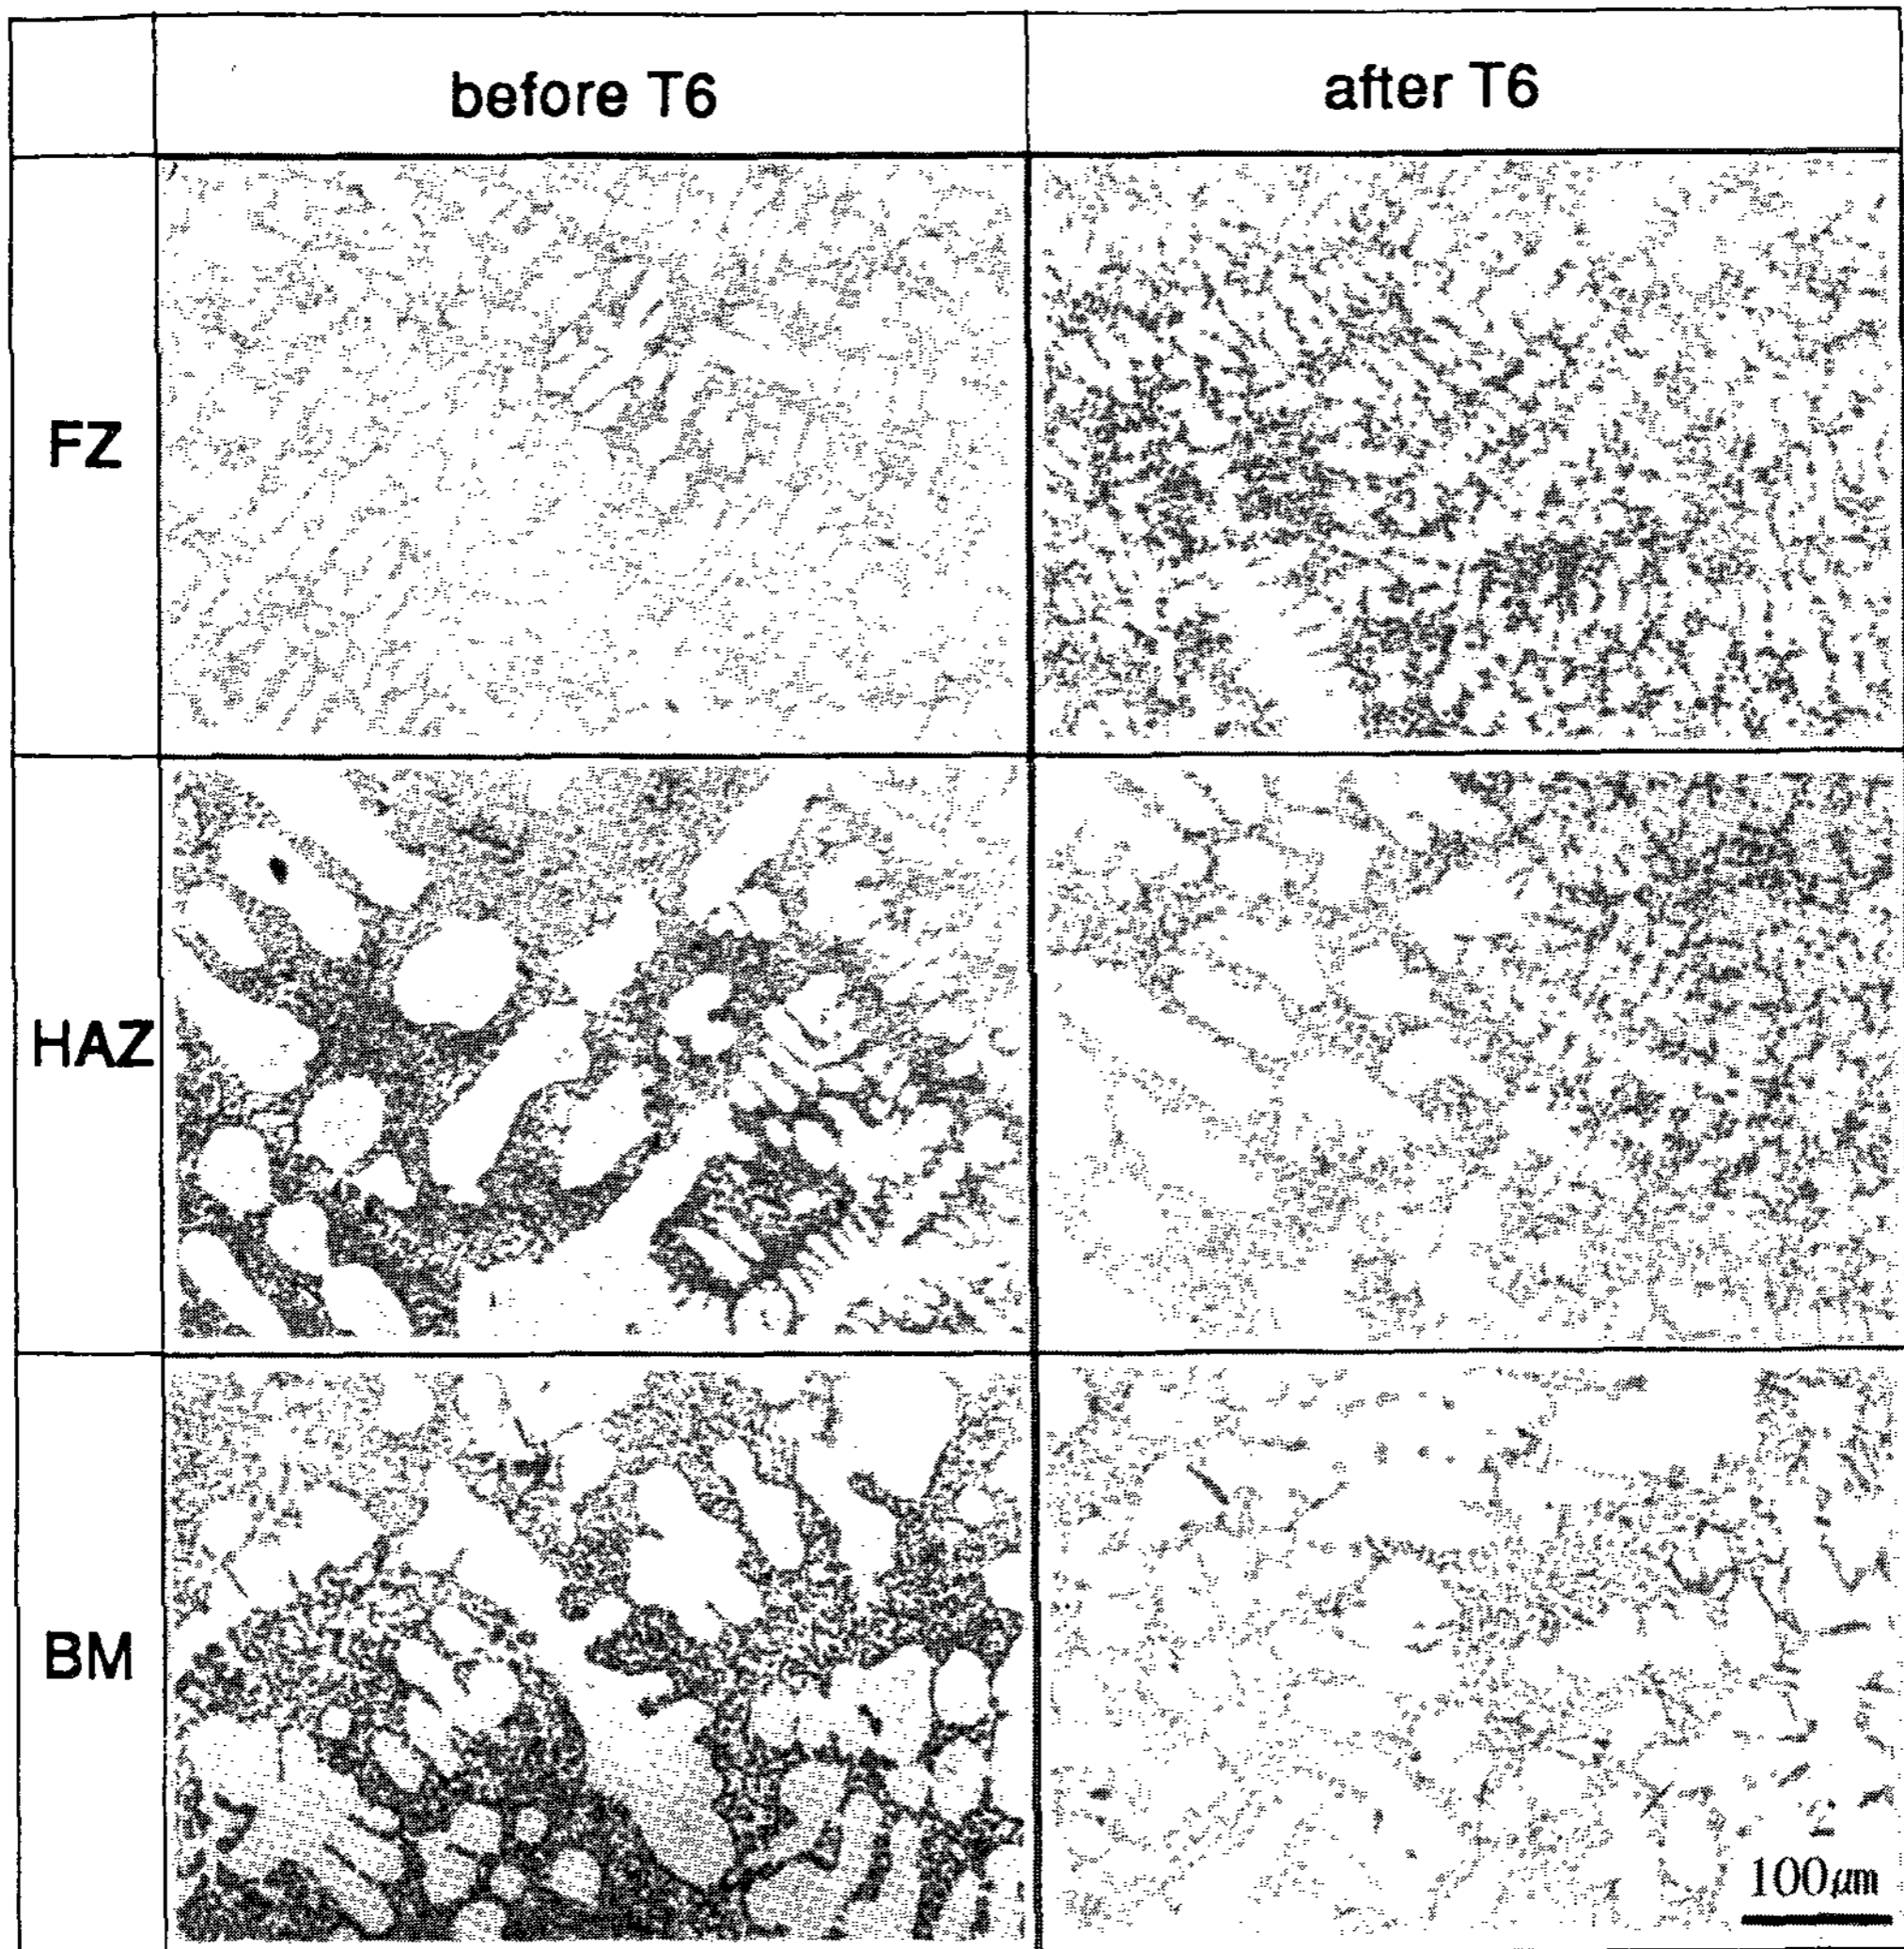 before T6
after T6
FZ
HAZ
BM
100μm